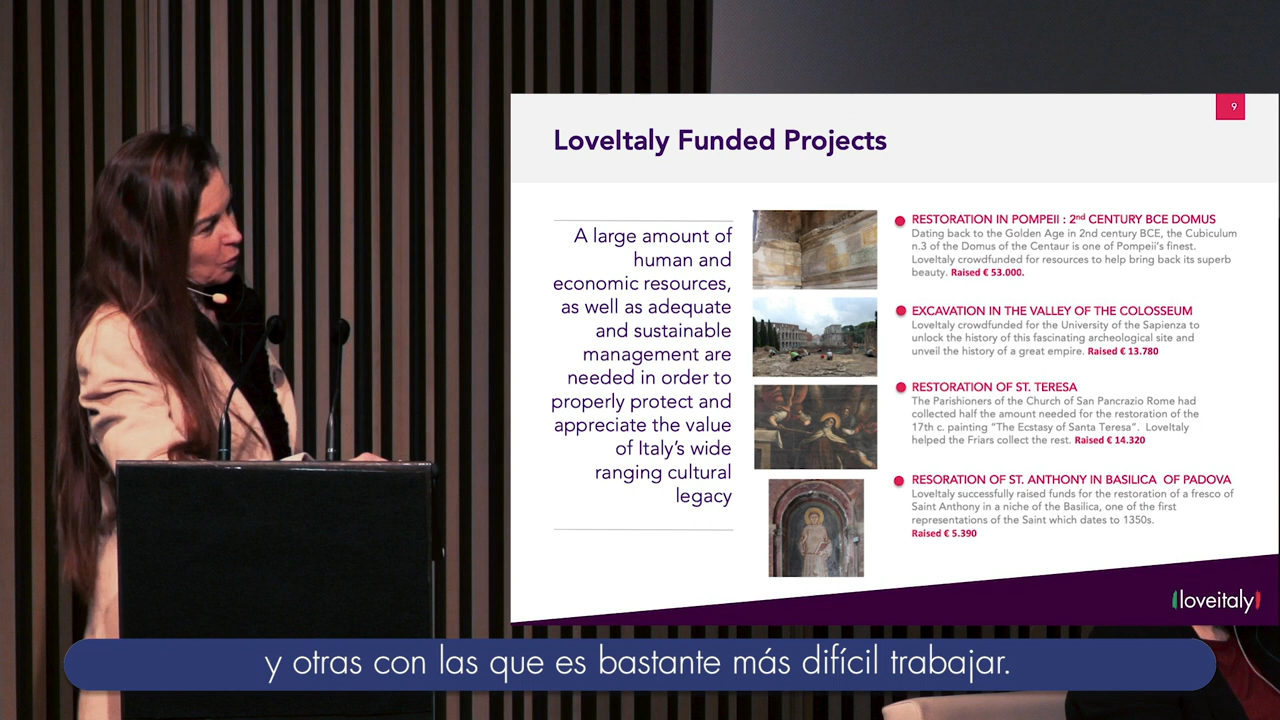 9
LoveItaly Funded Projects
A large amount of
human and
economic resources,
as well as adequate
and sustainable
management are
needed in order to
properly protect and
appreciate the value
of Italy's wide
ranging cultural
legacy
RESTORATION IN POMPEII : 2nd CENTURY BCE DOMUS
Dating back to the Golden Age in 2nd century BCE, the Cubiculum
n.3 of the Domus of the Centaur is one of Pompeii's finest.
LoveItaly crowdfunded for resources to help bring back its superb
beauty. Raised € 53.000.
EXCAVATION IN THE VALLEY OF THE COLOSSEUM
LoveItaly crowdfunded for the University of the Sapienza to
unlock the history of this fascinating archeological site and
unveil the history of a great empire. Raised € 13.780
RESTORATION OF ST. TERESA
The Parishioners of the Church of San Pancrazio Rome had
collected half the amount needed for the restoration of the
17th c. painting "The Ecstasy of Santa Teresa". LoveItaly
helped the Friars collect the rest. Raised € 14.320
RESORATION OF ST. ANTHONY IN BASILICA OF PADOVA
LoveItaly successfully raised funds for the restoration of a fresco of
Saint Anthony in a niche of the Basilica, one of the first
representations of the Saint which dates to 1350s.
Raised € 5.390
loveitaly
y otras con las que es bastante más difícil trabajar.